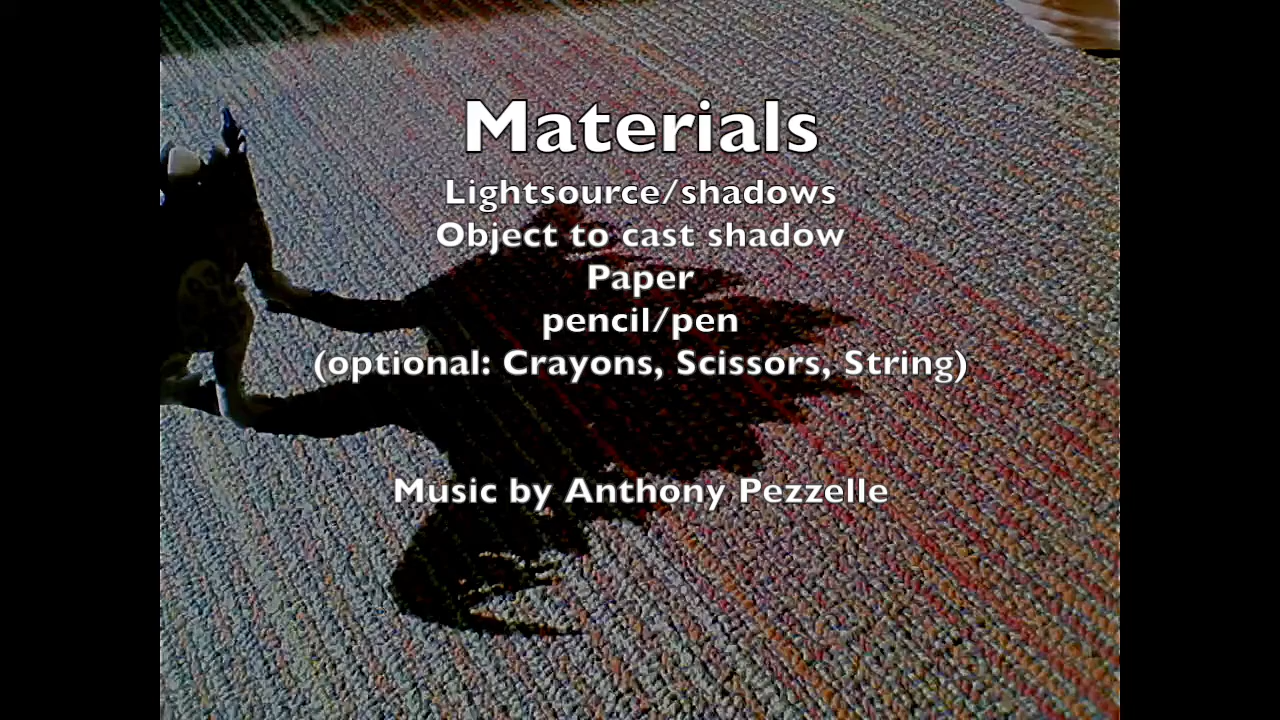 Materials
Lightsource/shadows
Object to cast shadow
Paper
pencil/pen
(optional: Crayons, Scissors, String)
Music by Anthony Pezzelle